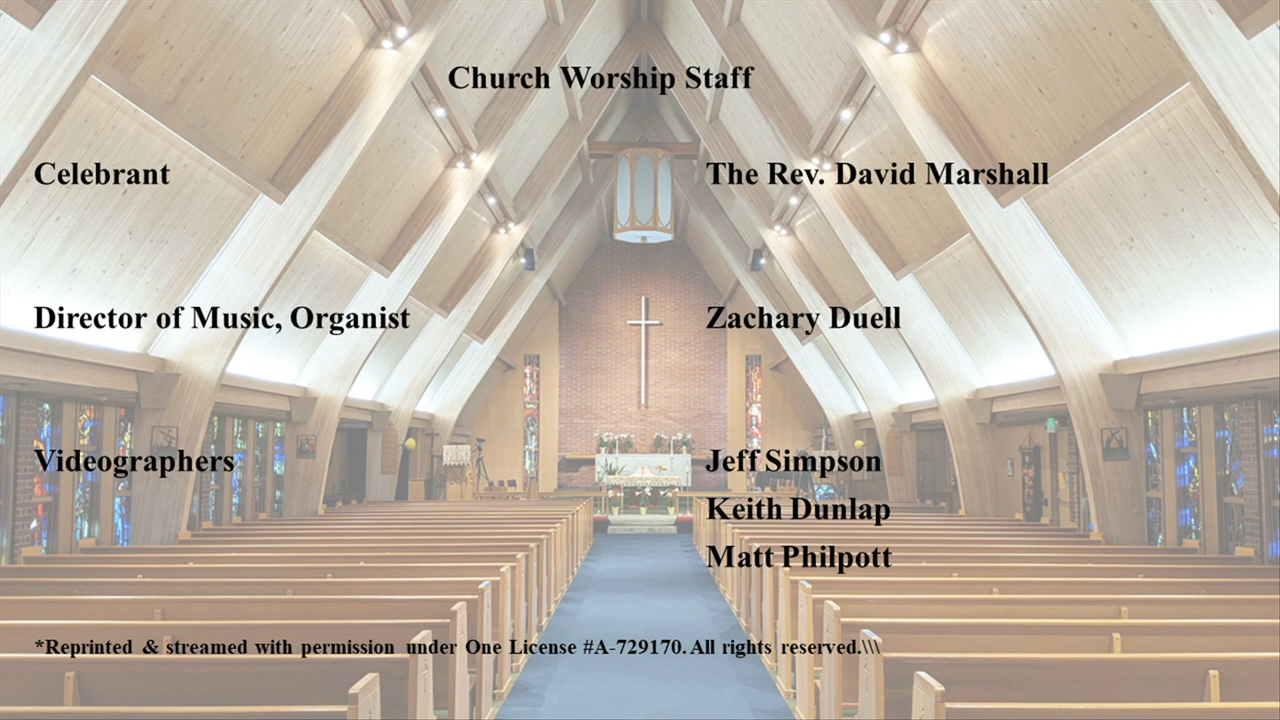 Church Worship Staff
Celebrant The Rev. David Marshall
Director of Music, Organist Zachary Duell
Videographers Jeff Simpson
Keith Dunlap
Matt Philpott
*Reprinted & streamed with permission under One License #A-729170. All rights reserved.\\\